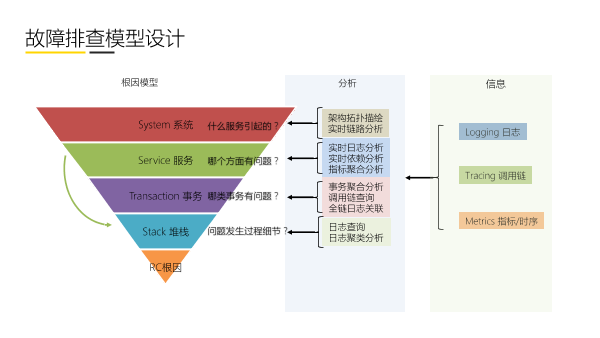 故障排查模型设计
根因模型
分析
信息
System 系统
什么服务引起的？
架构拓扑描绘
实时链路分析
Logging 日志
Service 服务
哪个方面有问题？
实时日志分析
实时依赖分析
指标聚合分析
Tracing 调用链
Transaction 事务
哪类事务有问题？
事务聚合分析
调用链查询
全链日志关联
Metrics 指标/时序
Stack 堆栈
问题发生过程细节？
日志查询
日志聚类分析
RC根因